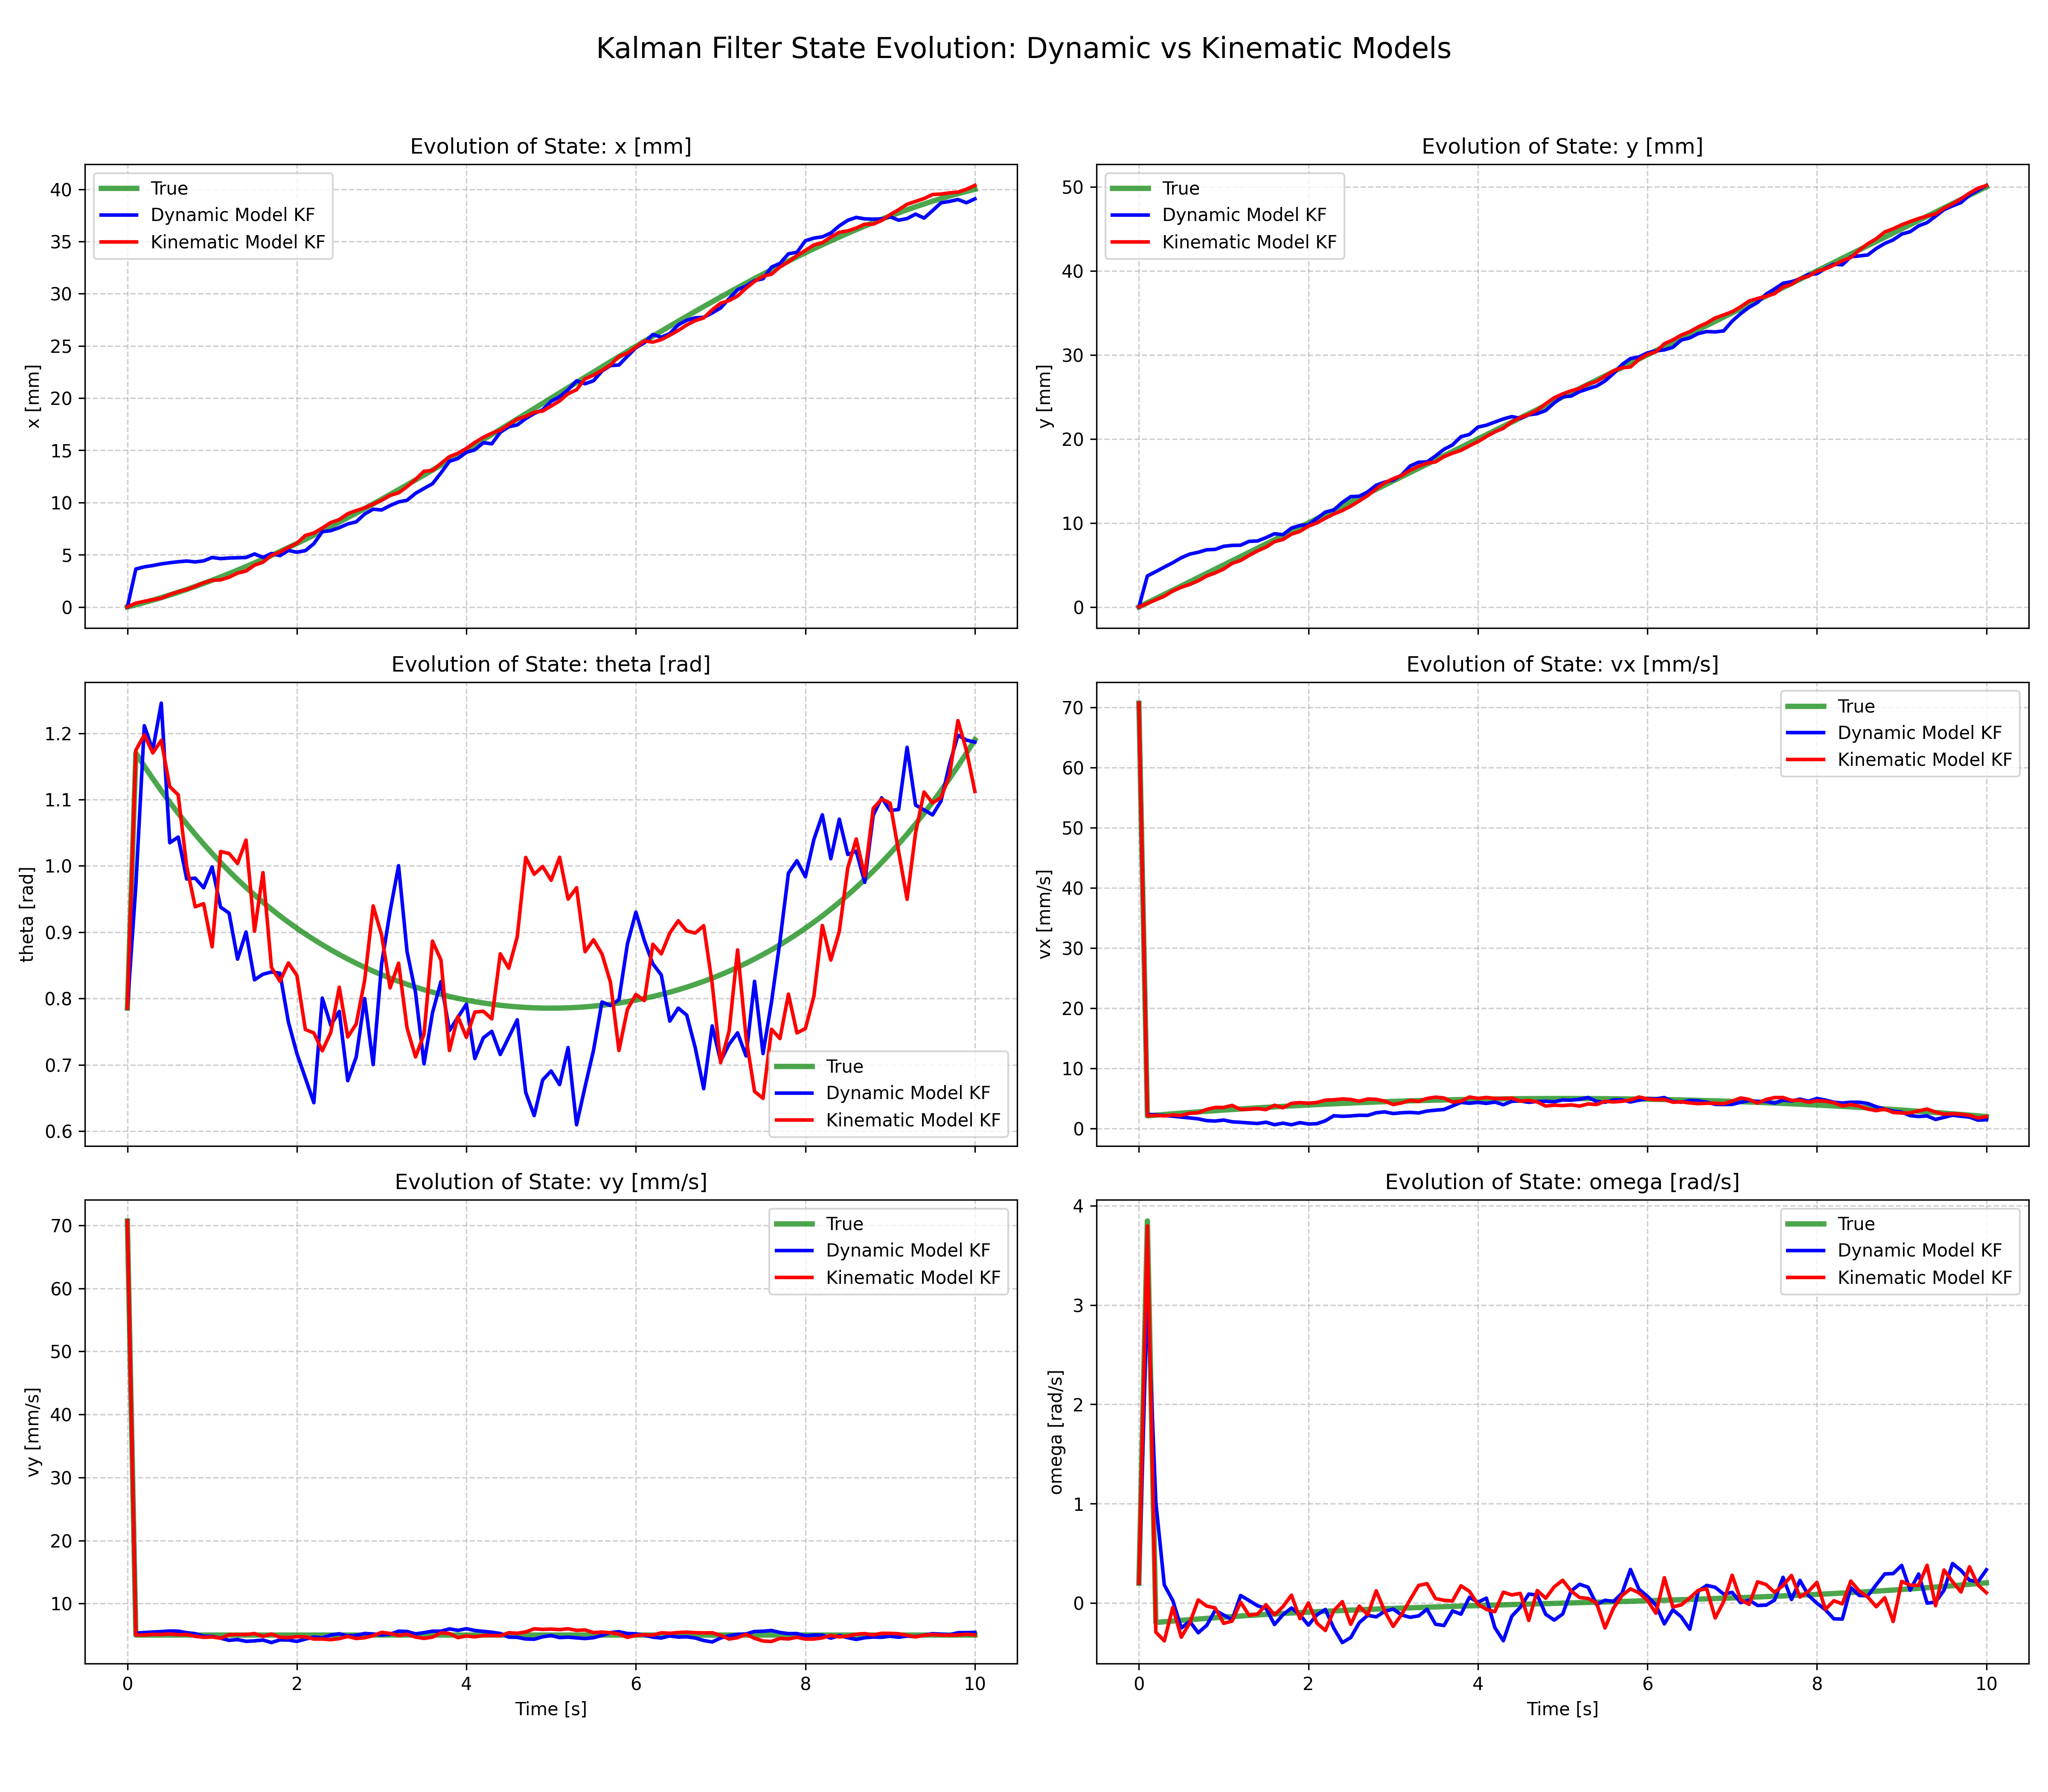 Kalman Filter State Evolution: Dynamic vs Kinematic Models
Evolution of State: x [mm]
True
Dynamic Model KF
Kinematic Model KF
x [mm]
40
35
30
25
20
15
10
5
0
Evolution of State: y [mm]
True
Dynamic Model KF
Kinematic Model KF
y [mm]
50
40
30
20
10
0
Evolution of State: theta [rad]
theta [rad]
1.2
1.1
1.0
0.9
0.8
0.7
0.6
True
Dynamic Model KF
Kinematic Model KF
Evolution of State: vx [mm/s]
True
Dynamic Model KF
Kinematic Model KF
vx [mm/s]
70
60
50
40
30
20
10
0
Evolution of State: vy [mm/s]
True
Dynamic Model KF
Kinematic Model KF
vy [mm/s]
70
60
50
40
30
20
10
0 2 4 6 8 10
Time [s]
Evolution of State: omega [rad/s]
True
Dynamic Model KF
Kinematic Model KF
omega [rad/s]
4
3
2
1
0
0 2 4 6 8 10
Time [s]